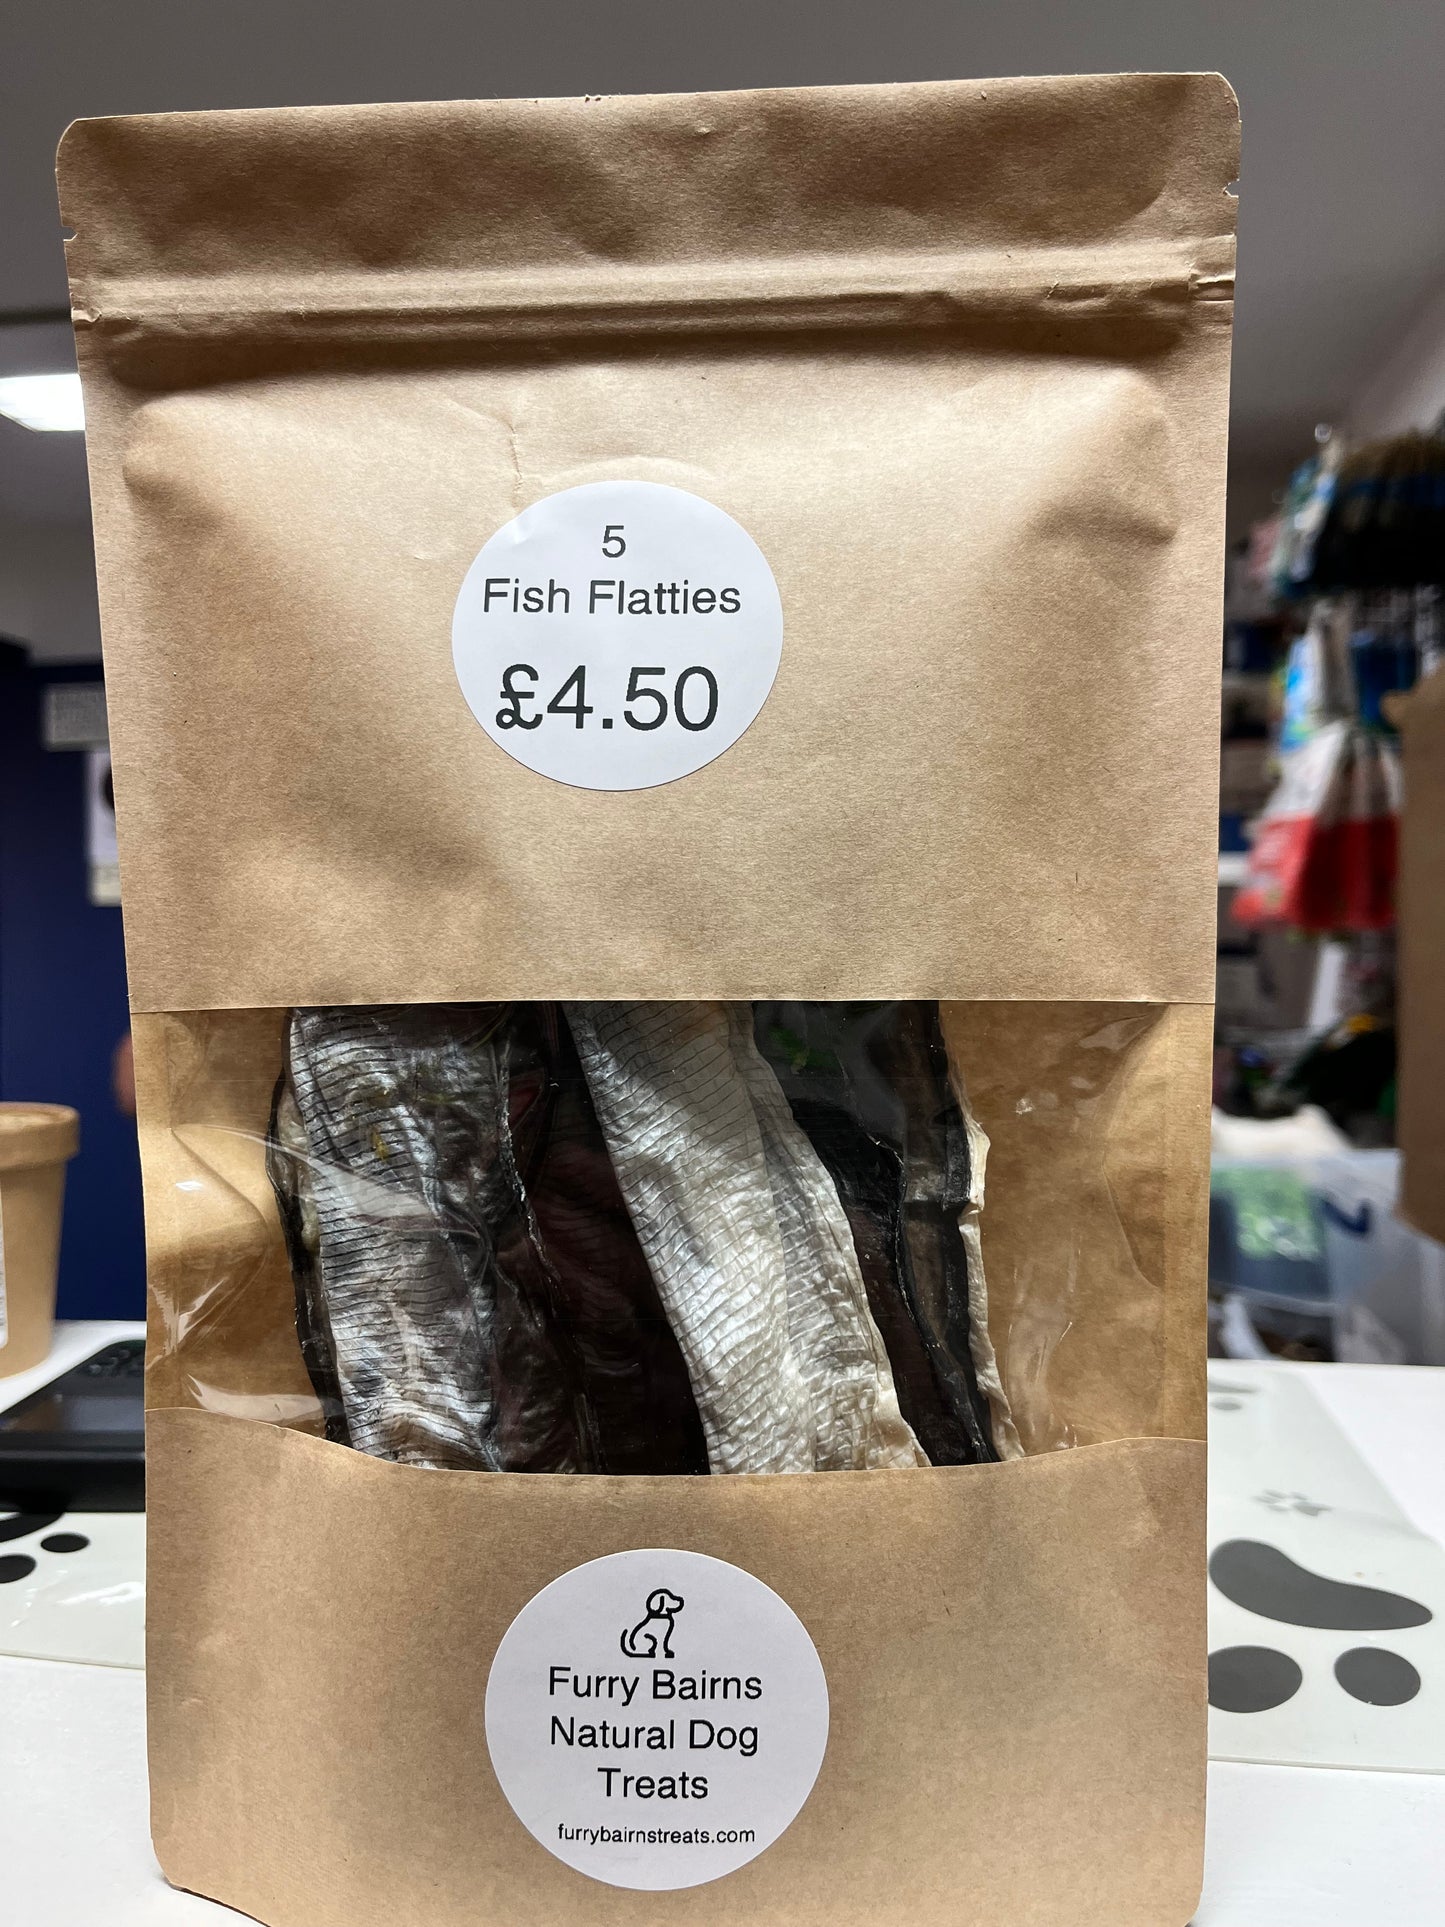 5
Fish Flatties
£4.50
Furry Bairns
Natural Dog
Treats
furrybairnstreats.com